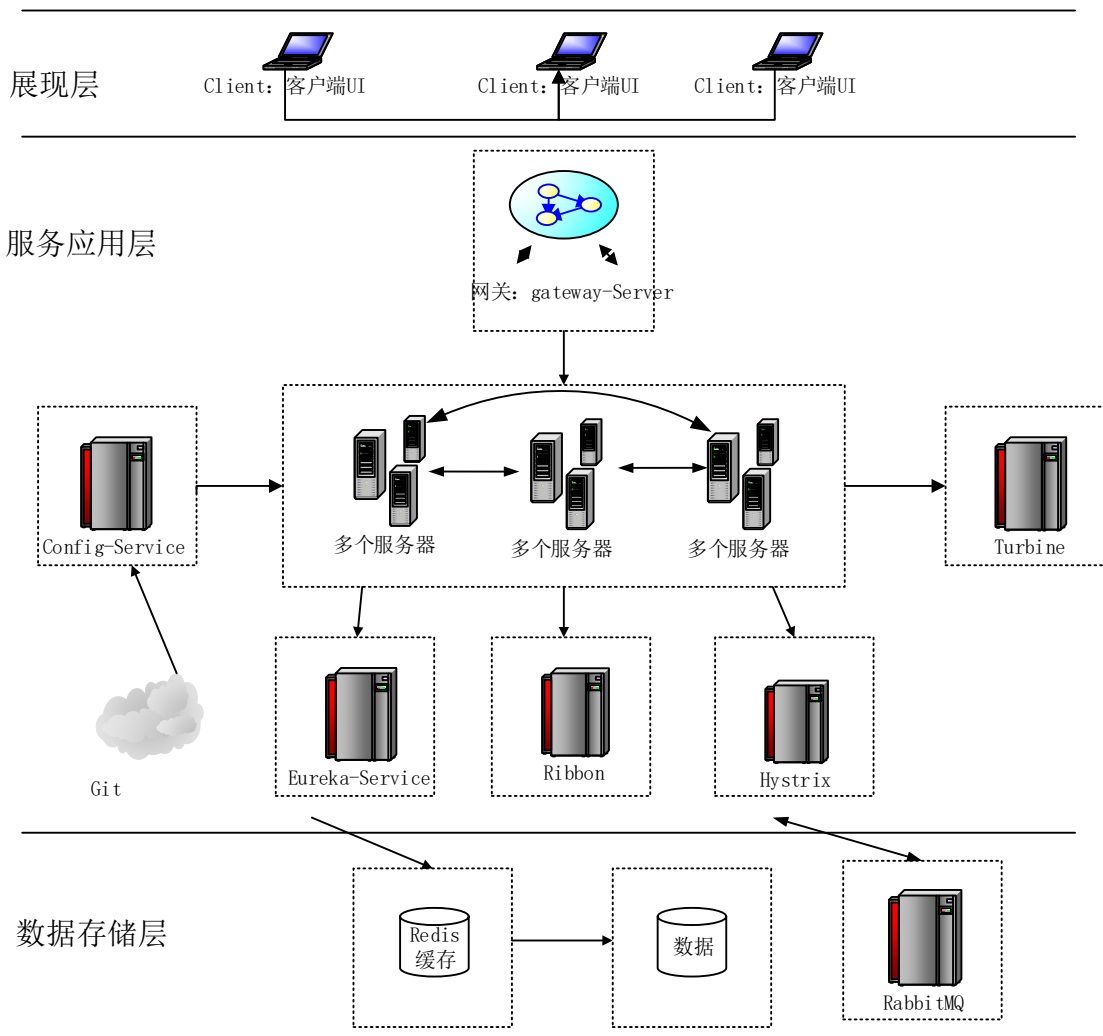 展现层
Client：客户端UI
Client：客户端UI
Client：客户端UI
服务应用层
网关：gateway-Server
Config-Service
多个服务器
多个服务器
多个服务器
Turbine
Git
Eureka-Service
Ribbon
Hystrix
数据存储层
Redis
缓存
数据
RabbitMQ